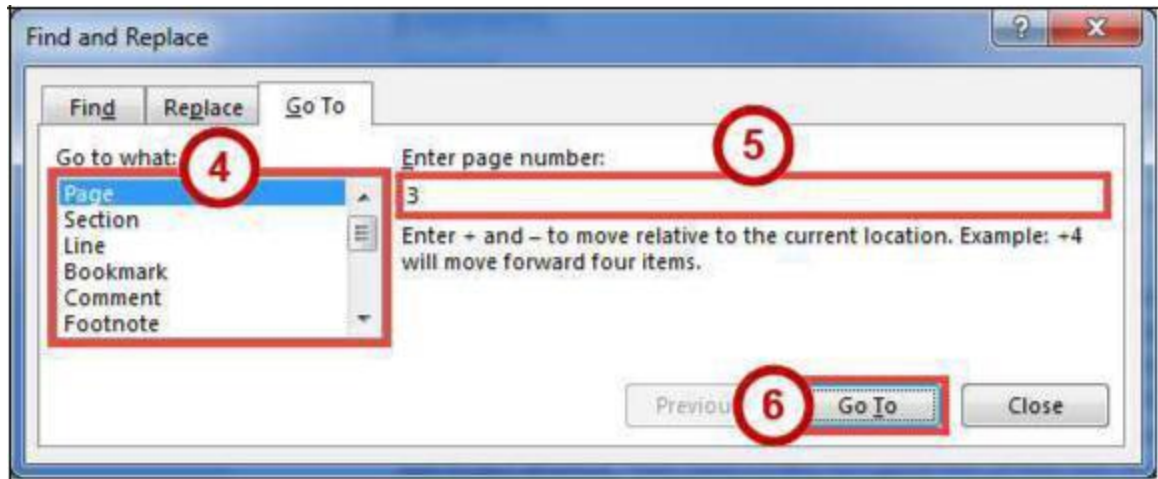 Find and Replace
Find Replace Go To
Go to what:
4
Enter page number:
5
Page
Section
Line
Bookmark
Comment
Footnote
3
Enter + and – to move relative to the current location. Example: +4
will move forward four items.
6
Go To
Close